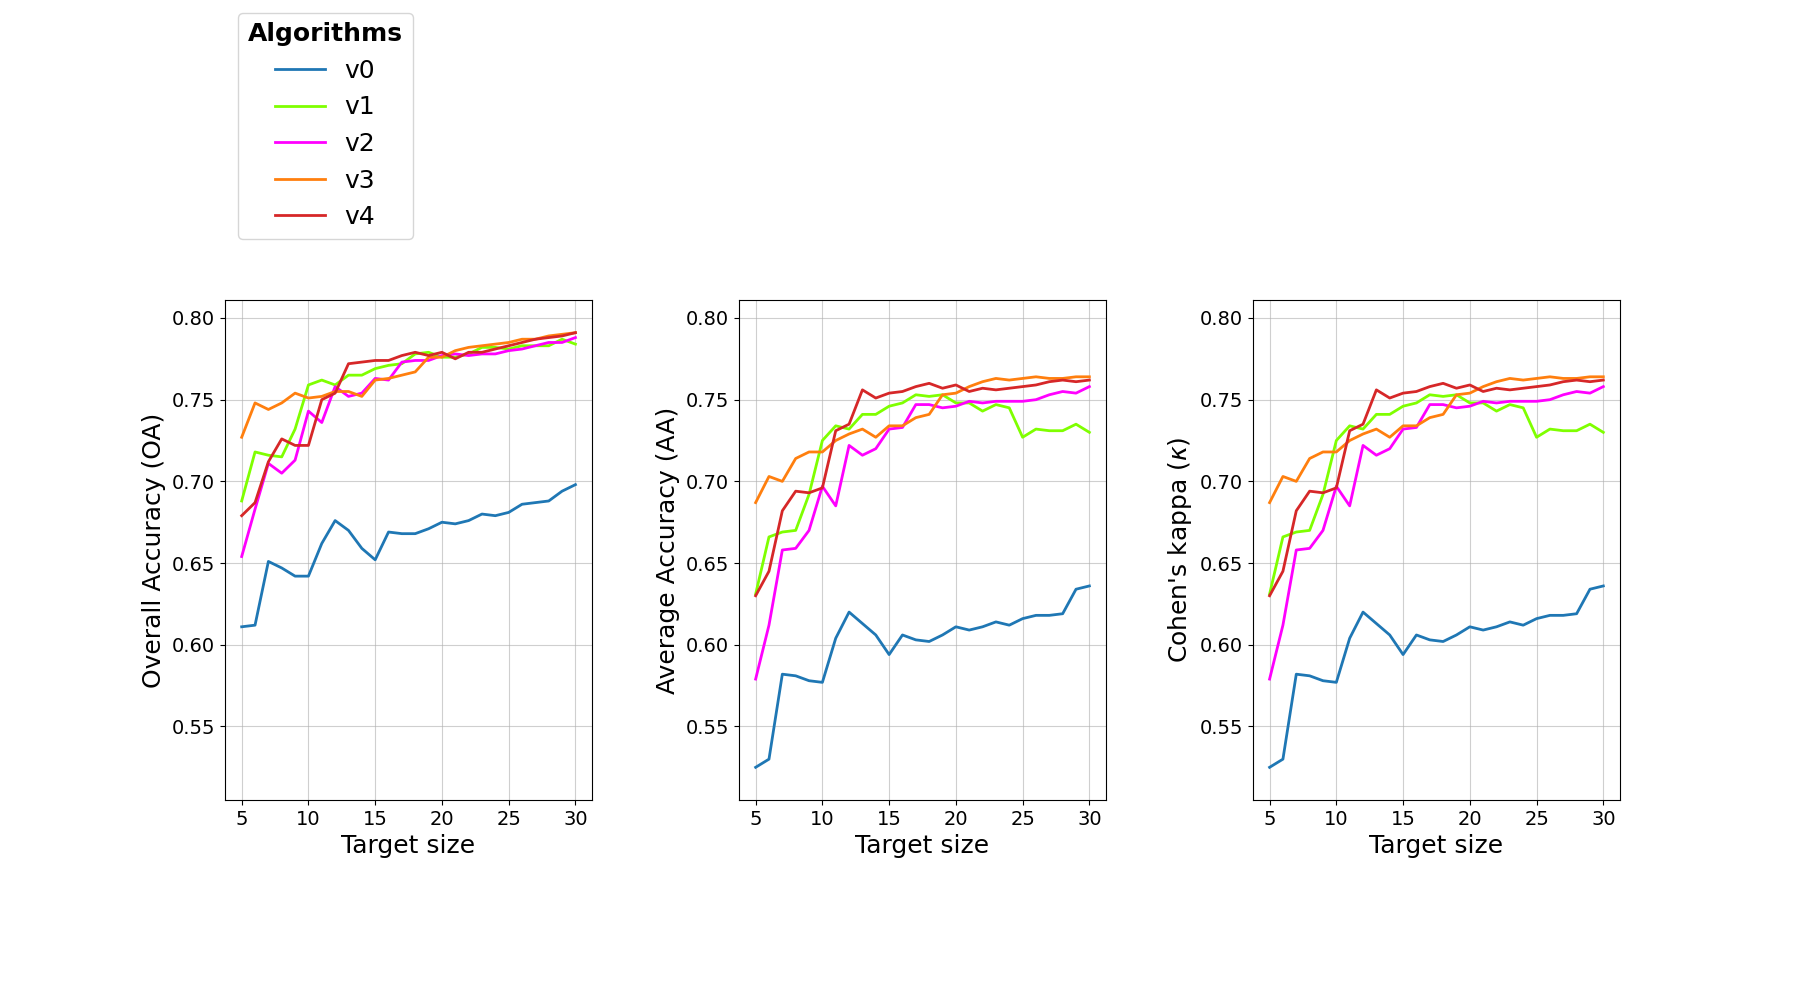 Algorithms
v0
v1
v2
v3
v4
Overall Accuracy (OA)
0.80
0.75
0.70
0.65
0.60
0.55
5 10 15 20 25 30
Target size
Average Accuracy (AA)
0.80
0.75
0.70
0.65
0.60
0.55
5 10 15 20 25 30
Target size
Cohen's kappa (κ)
0.80
0.75
0.70
0.65
0.60
0.55
5 10 15 20 25 30
Target size